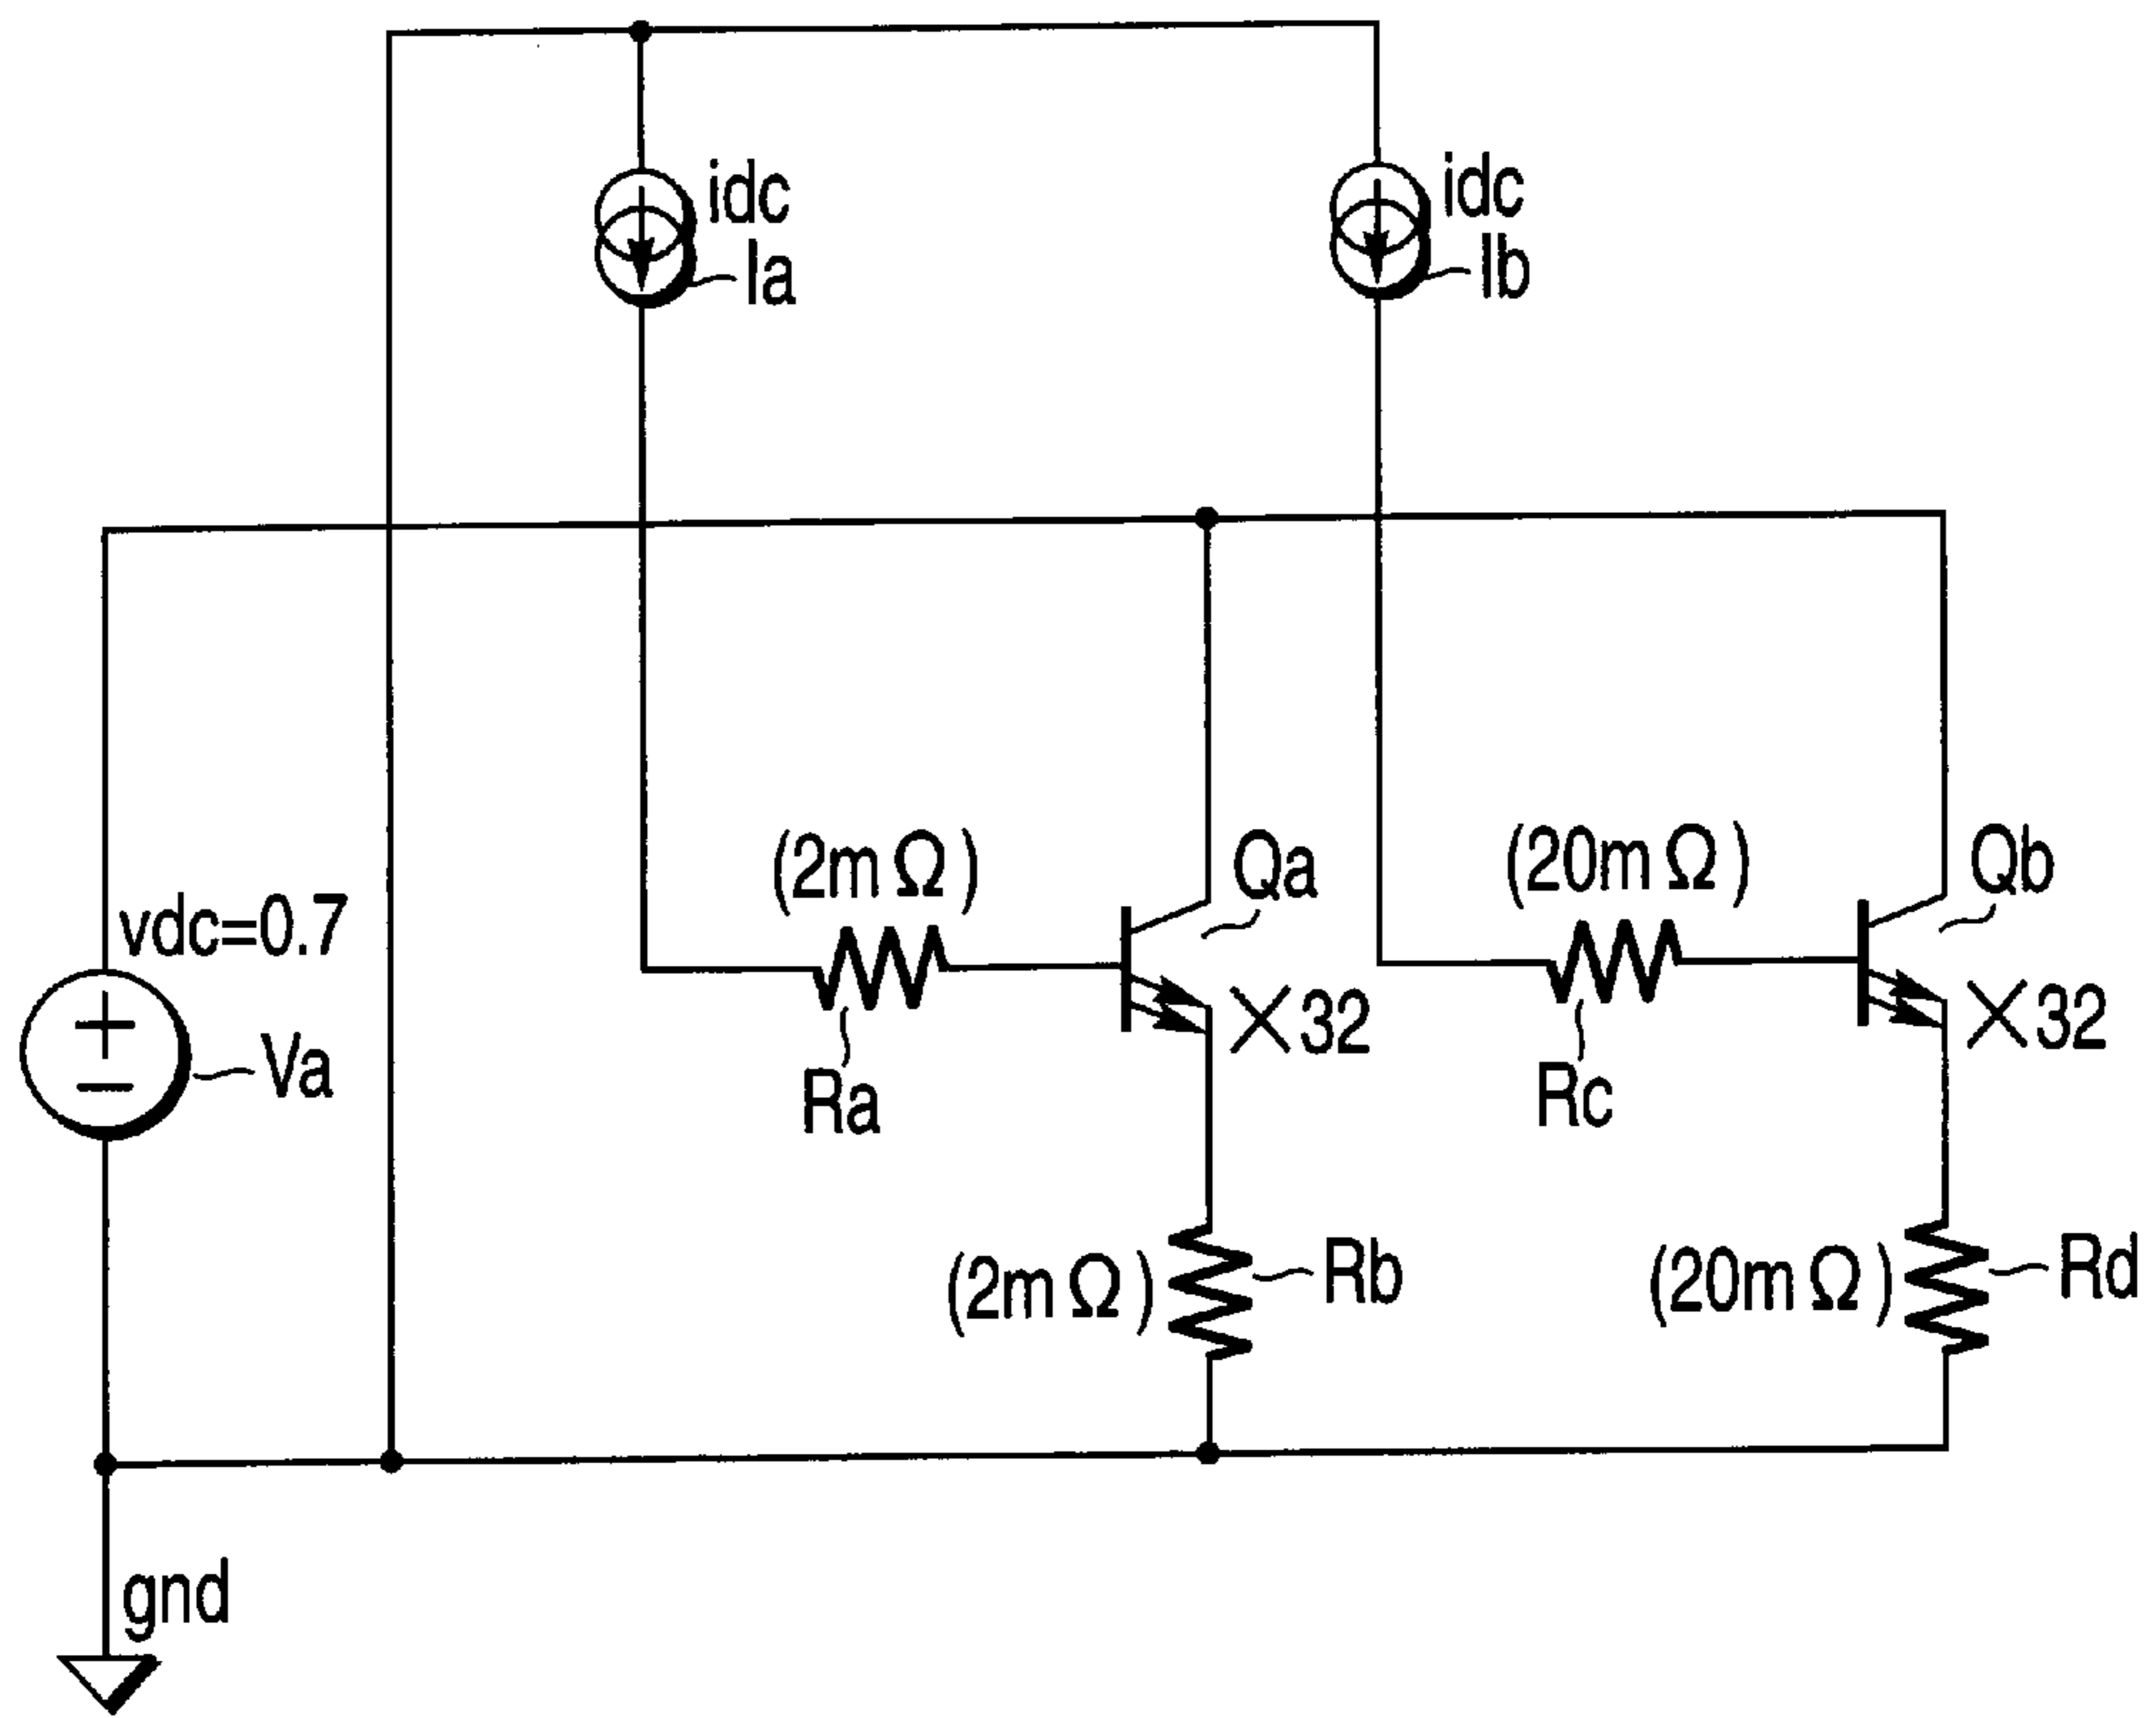 idc
Ia
idc
Ib
(2mΩ)
Qa
(20mΩ)
Qb
vdc=0.7
Va
×32
×32
Ra
Rc
(2mΩ)
Rb
(20mΩ)
Rd
gnd